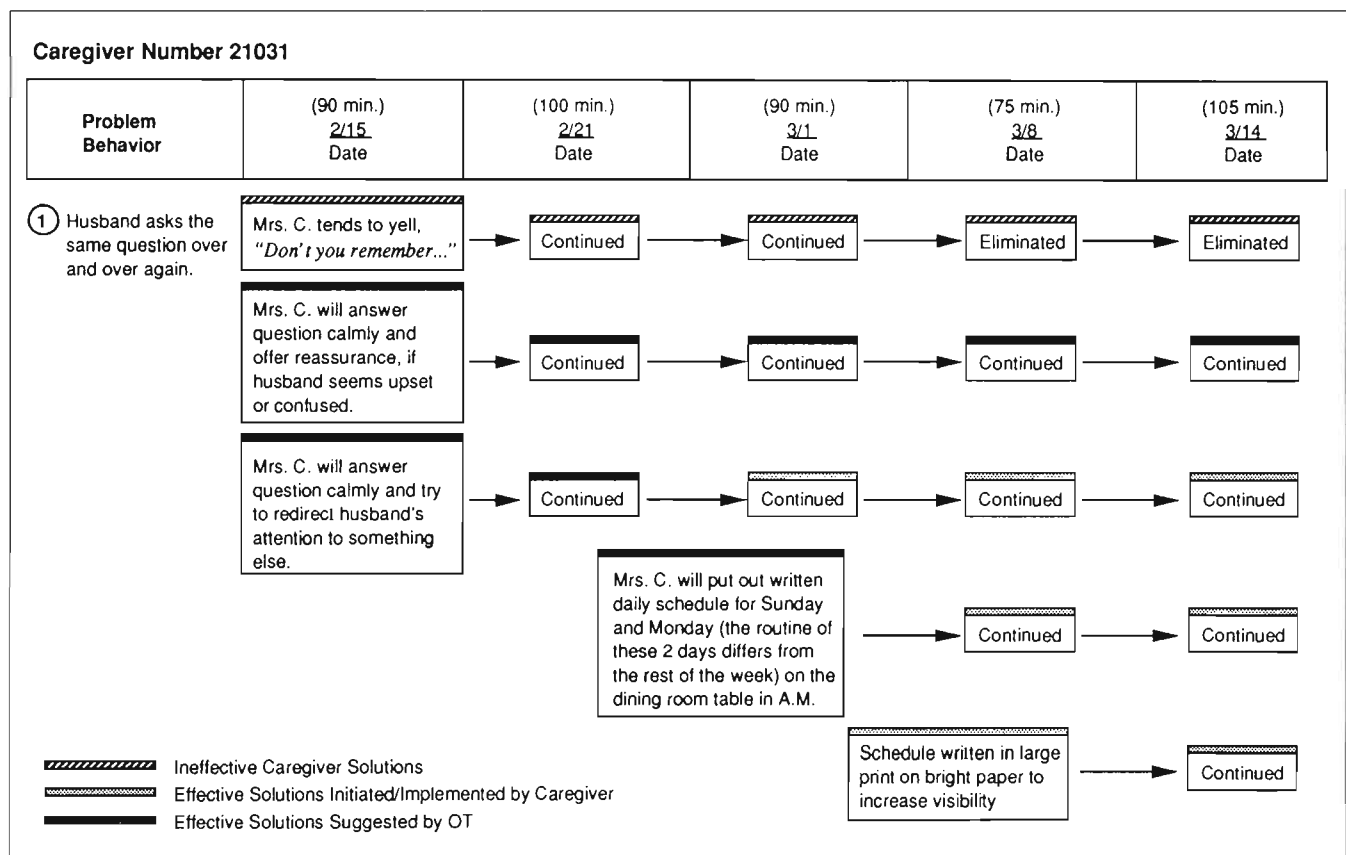 Caregiver Number 21031
Problem
Behavior
(90 min.)
2/15
Date
(100 min.)
2/21
Date
(90 min.)
3/1
Date
(75 min.)
3/8
Date
(105 min.)
3/14
Date
1 Husband asks the
same question over
and over again.
Mrs. C. tends to yell,
"Don't you remember..."
Continued
Continued
Eliminated
Eliminated
Mrs. C. will answer
question calmly and
offer reassurance, if
husband seems upset
or confused.
Continued
Continued
Continued
Continued
Mrs. C. will answer
question calmly and try
to redirect husband's
attention to something
else.
Continued
Continued
Continued
Continued
Mrs. C. will put out written
daily schedule for Sunday
and Monday (the routine of
these 2 days differs from
the rest of the week) on the
dining room table in A.M.
Continued
Continued
Schedule written in large
print on bright paper to
increase visibility
Continued
Ineffective Caregiver Solutions
Effective Solutions Initiated/Implemented by Caregiver
Effective Solutions Suggested by OT